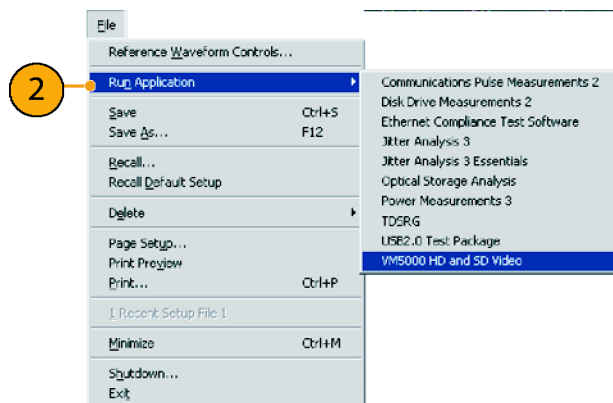 File
Reference Waveform Controls...
2
Run Application
Save Ctrl+S
Save As... F12
Recall...
Recall Default Setup
Delete
Page Setup...
Print Preview
Print... Ctrl+P
1 Recent Setup File 1
Minimize Ctrl+M
Shutdown...
Exit
Communications Pulse Measurements 2
Disk Drive Measurements 2
Ethernet Compliance Test Software
Jitter Analysis 3
Jitter Analysis 3 Essentials
Optical Storage Analysis
Power Measurements 3
TDSRG
USB2.0 Test Package
VM5000 HD and SD Video